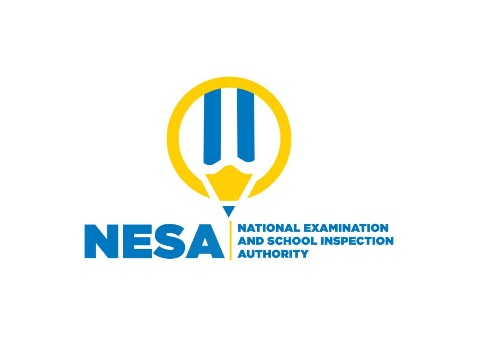 NESA
NATIONAL EXAMINATION
AND SCHOOL INSPECTION
AUTHORITY